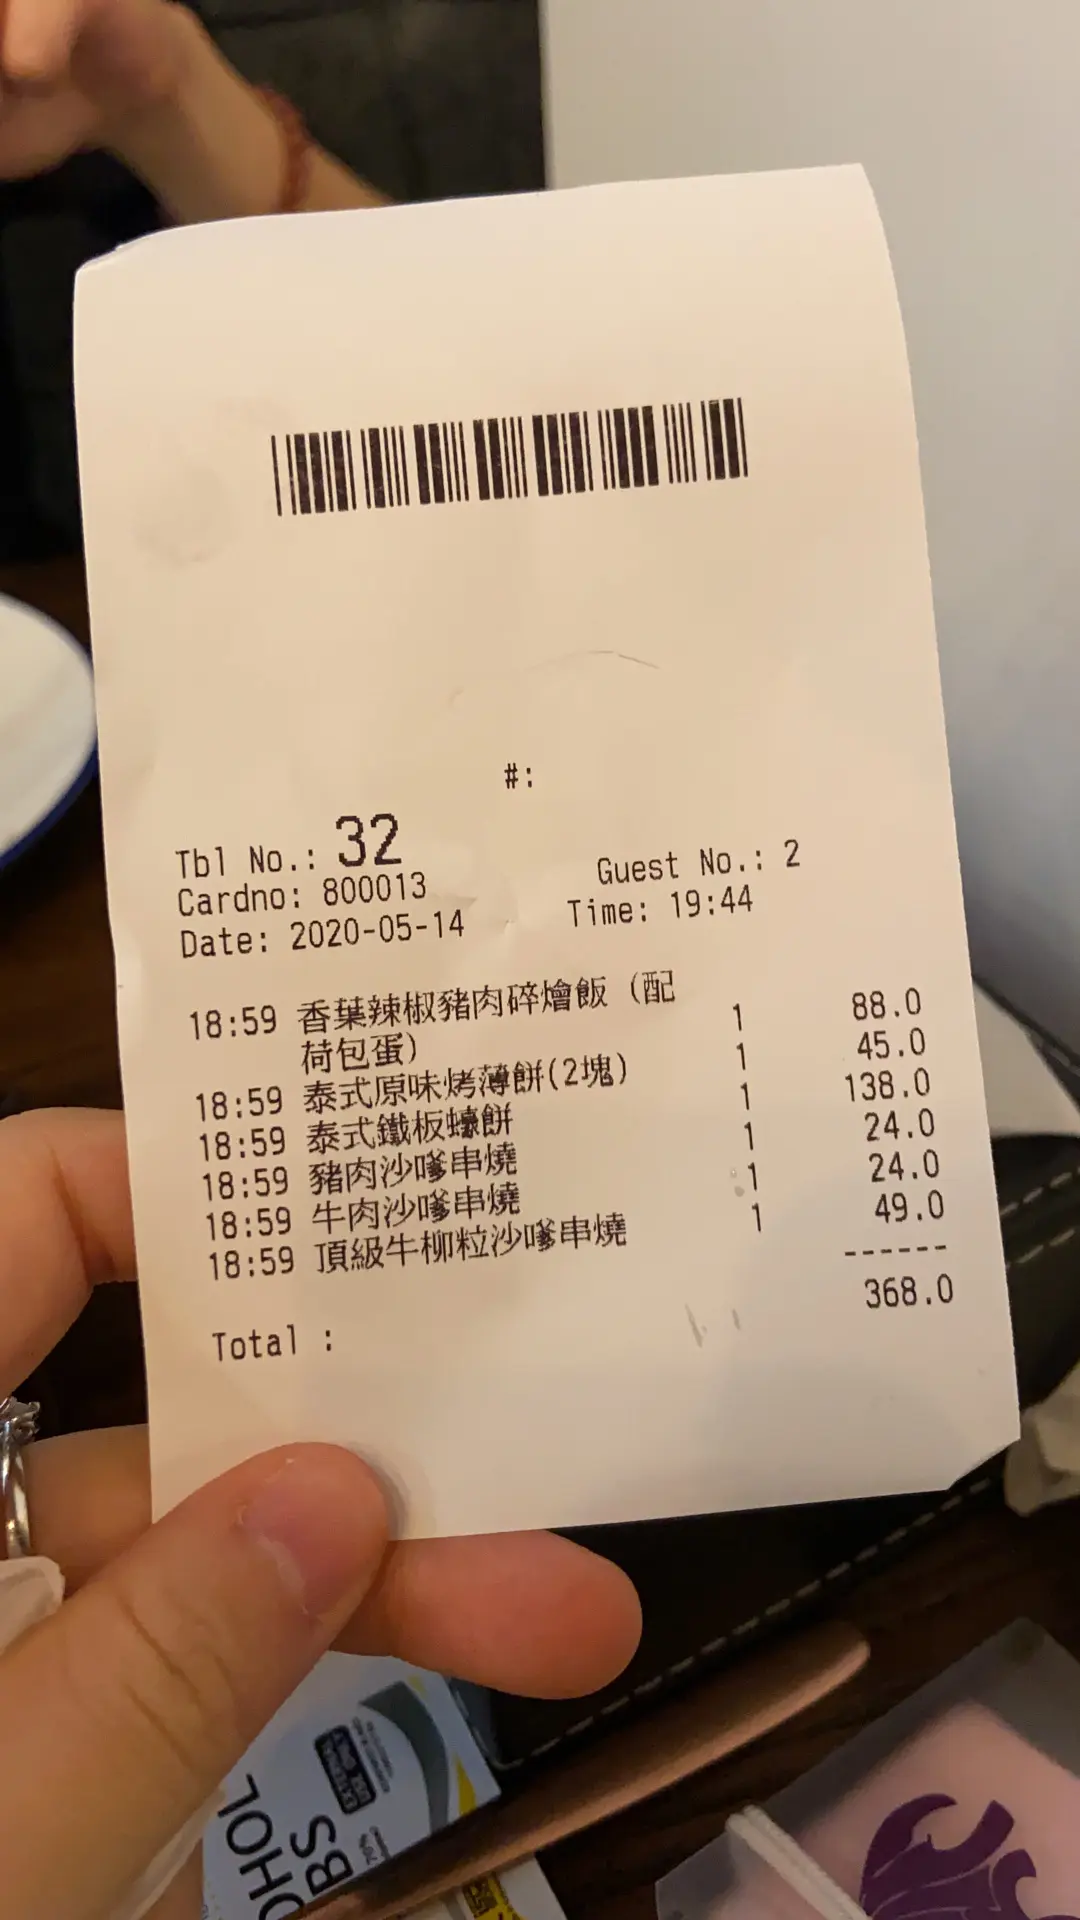 #:
Tbl No.: 32
Guest No.: 2
Cardno: 800013
Date: 2020-05-14 Time: 19:44
18:59 香葉辣椒豬肉碎燴飯 (配
荷包蛋) 1 88.0
18:59 泰式原味烤薄餅(2塊) 1 45.0
18:59 泰式鐵板蠔餅 1 138.0
18:59 豬肉沙嗲串燒 1 24.0
18:59 牛肉沙嗲串燒 1 24.0
18:59 頂級牛柳粒沙嗲串燒 1 49.0
------
Total : 368.0
EXTERNAL
USE ONLY